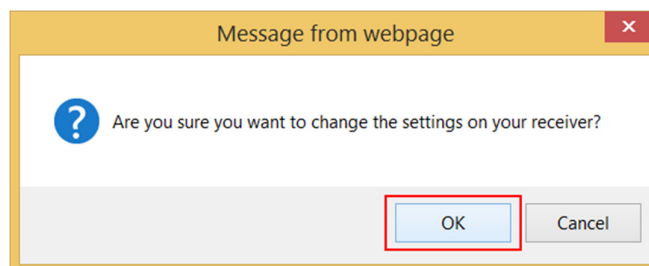 Message from webpage
Are you sure you want to change the settings on your receiver?
OK Cancel